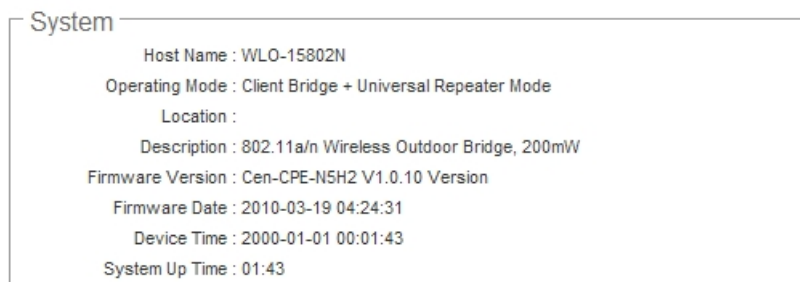 System
Host Name : WLO-15802N
Operating Mode : Client Bridge + Universal Repeater Mode
Location :
Description : 802.11a/n Wireless Outdoor Bridge, 200mW
Firmware Version : Cen-CPE-N5H2 V1.0.10 Version
Firmware Date : 2010-03-19 04:24:31
Device Time : 2000-01-01 00:01:43
System Up Time : 01:43